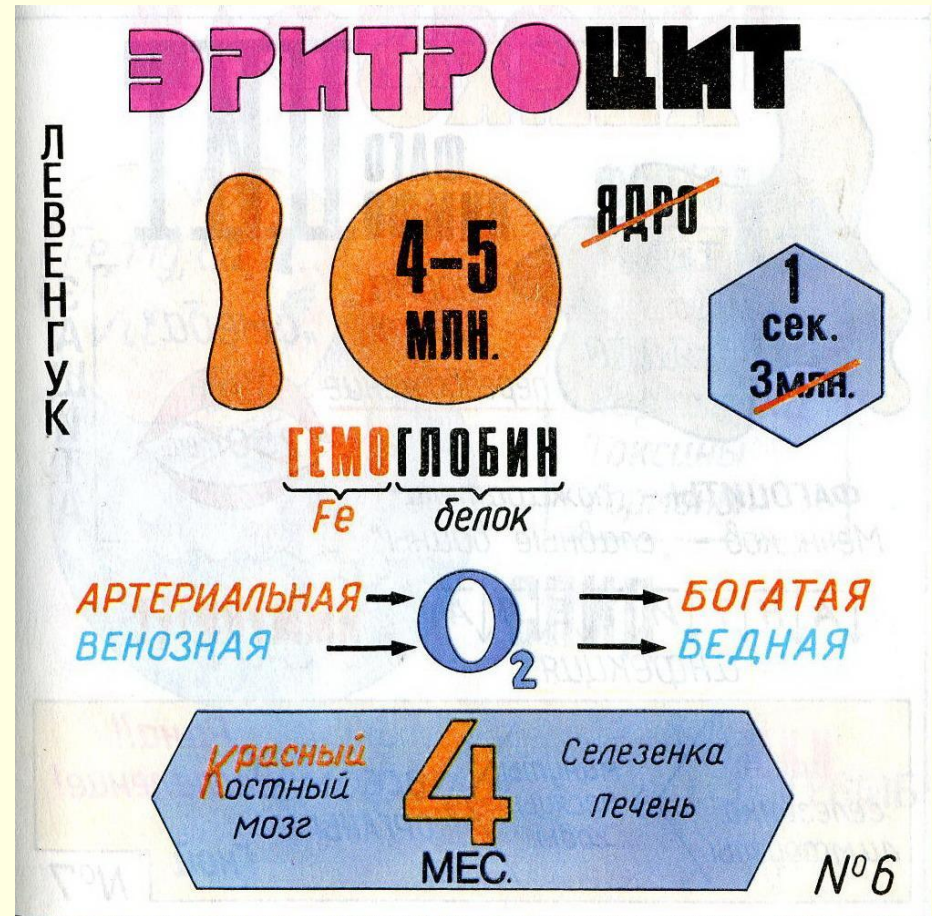 ЭРИТРОЦИТ
ЛЕВЕНГУК
4-5
МЛН.
ЯДРО
1
сек.
3млн.
ГЕМОГЛОБИН
Fe
белок
АРТЕРИАЛЬНАЯ
O2
БОГАТАЯ
ВЕНОЗНАЯ
БЕДНАЯ
Красный
Костный
мозг
4
МЕС.
Селезенка
Печень
№6